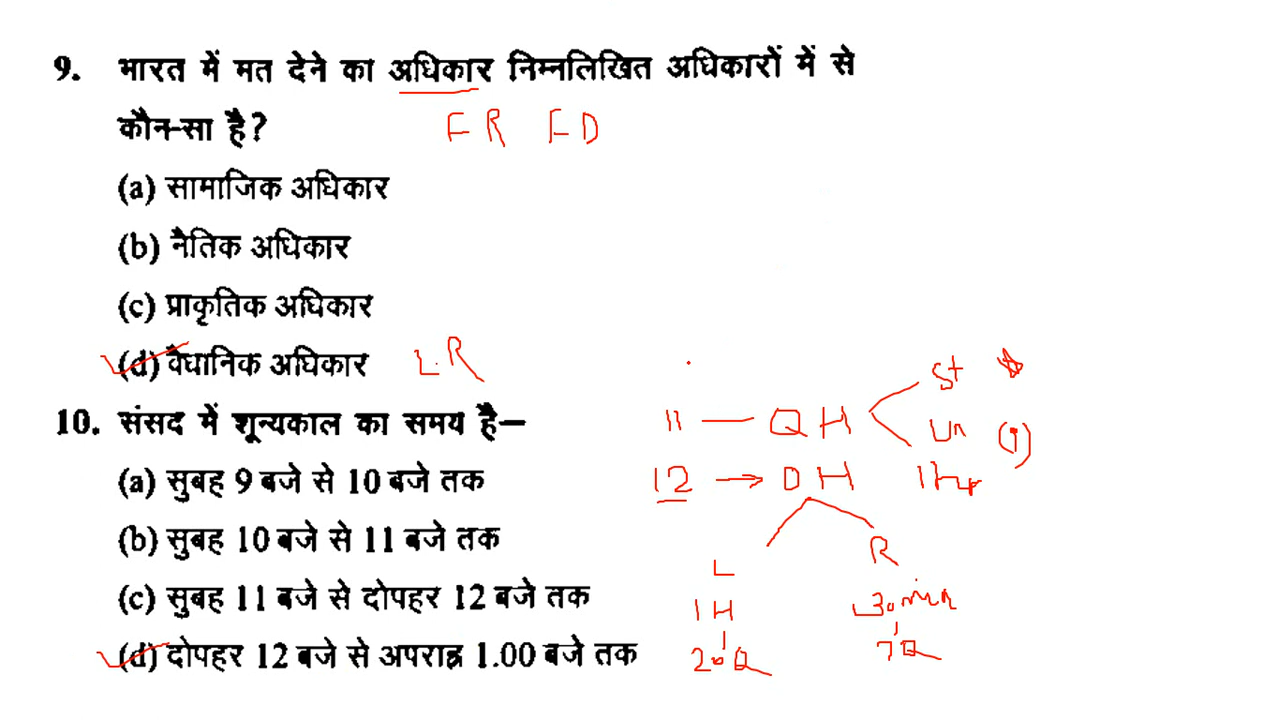 9. भारत में मत देने का अधिकार निम्नलिखित अधिकारों में से
कौन-सा है?
FR FD
(a) सामाजिक अधिकार
(b) नैतिक अधिकार
(c) प्राकृतिक अधिकार
(d) वैधानिक अधिकार
LR
10. संसद में शून्यकाल का समय है-
(a) सुबह 9 बजे से 10 बजे तक
(b) सुबह 10 बजे से 11 बजे तक
(c) सुबह 11 बजे से दोपहर 12 बजे तक
(d) दोपहर 12 बजे से अपराह्न 1.00 बजे तक
St
11 — QH
Un
12 → 0H
L R
1H 30 min
20Q 7Q